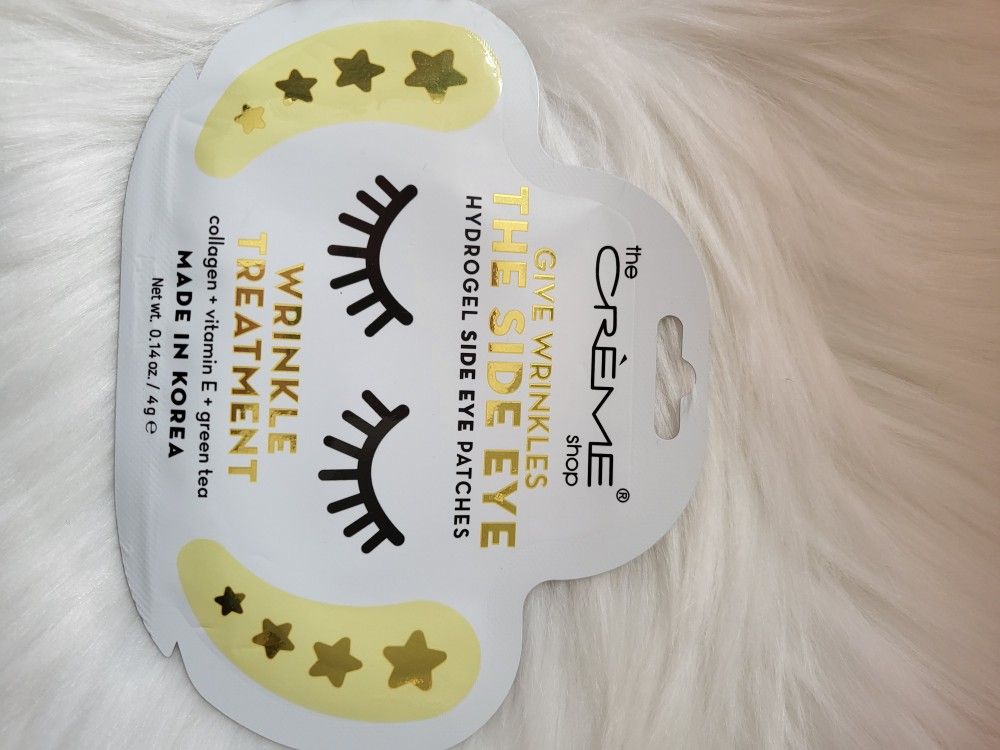 the
CRÈME®
shop
GIVE WRINKLES
THE SIDE EYE
HYDROGEL SIDE EYE PATCHES
WRINKLE
TREATMENT
collagen + vitamin E + green tea
MADE IN KOREA
Net wt. 0.14 oz. / 4g ℮